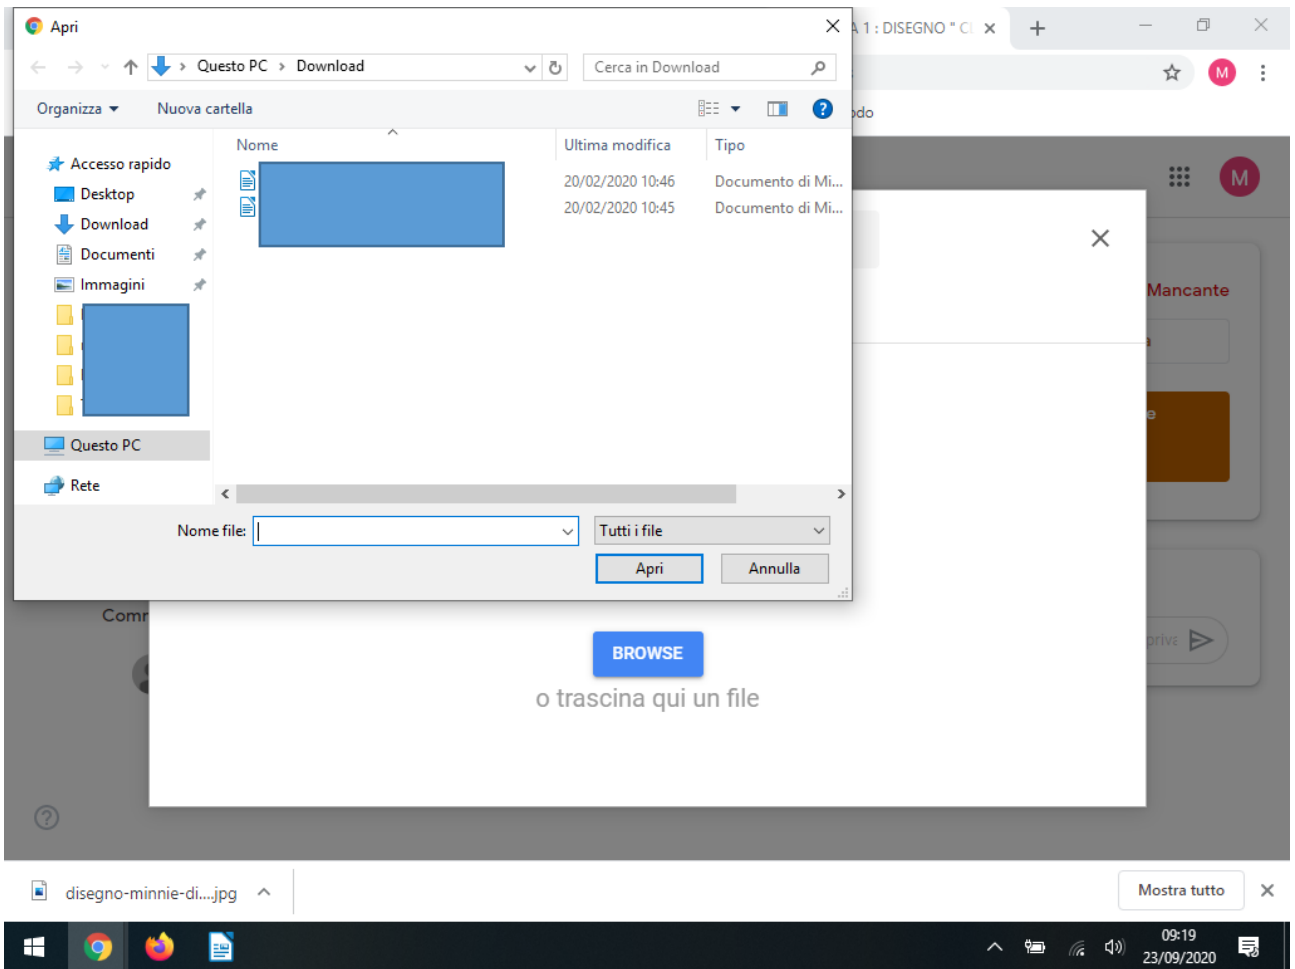 Apri
A 1 : DISEGNO " CL
Questo PC > Download
Cerca in Download
M
Organizza
Nuova cartella
Nome
Ultima modifica
Tipo
Accesso rapido
Desktop
Download
Documenti
Immagini
20/02/2020 10:46 Documento di Mi...
20/02/2020 10:45 Documento di Mi...
M
Mancante
Questo PC
Rete
Nome file:
Tutti i file
Apri
Annulla
Comr
BROWSE
o trascina qui un file
disegno-minnie-di....jpg
Mostra tutto
09:19
23/09/2020